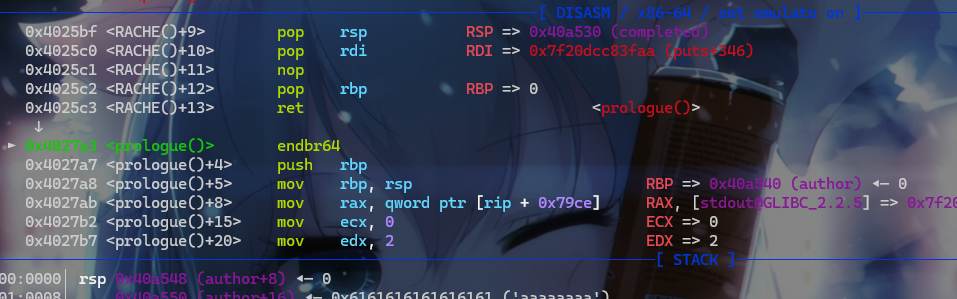 [ DISASM / x86-64 / set emulate on ]
0x4025bf <RACHE()+9> pop rsp RSP => 0x40a530 (completed)
0x4025c0 <RACHE()+10> pop rdi RDI => 0x7f20dcc83faa (puts+346)
0x4025c1 <RACHE()+11> nop
0x4025c2 <RACHE()+12> pop rbp RBP => 0
0x4025c3 <RACHE()+13> ret <prologue()>
↓
► 0x4027a3 <prologue()> endbr64
0x4027a7 <prologue()+4> push rbp
0x4027a8 <prologue()+5> mov rbp, rsp RBP => 0x40a540 (author) ◂— 0
0x4027ab <prologue()+8> mov rax, qword ptr [rip + 0x79ce] RAX, [stdout@GLIBC_2.2.5] => 0x7f20
0x4027b2 <prologue()+15> mov ecx, 0 ECX => 0
0x4027b7 <prologue()+20> mov edx, 2 EDX => 2
[ STACK ]
00:0000│ rsp 0x40a548 (author+8) ◂— 0
01:0008│ 0x40a550 (author+16) ◂— 0x6161616161616161 ('aaaaaaaa')